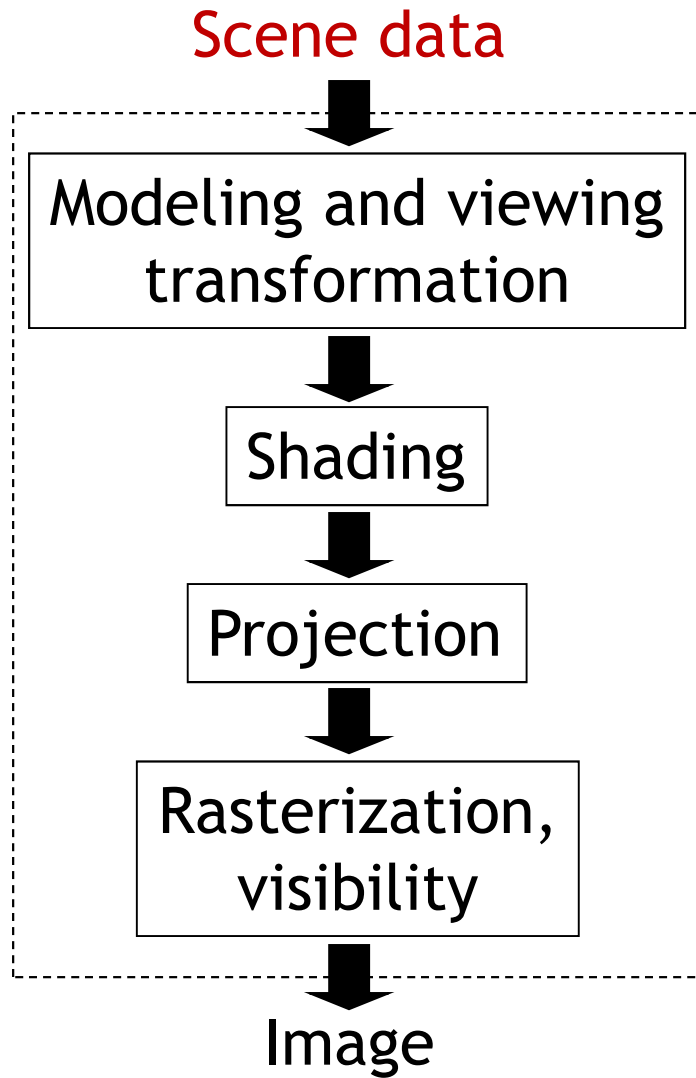 Scene data
Modeling and viewing
transformation
Shading
Projection
Rasterization,
visibility
Image